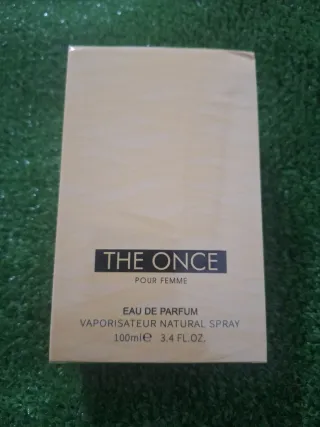 THE ONCE
POUR FEMME
EAU DE PARFUM
VAPORISATEUR NATURAL SPRAY
100ml℮ 3.4 FL.OZ.